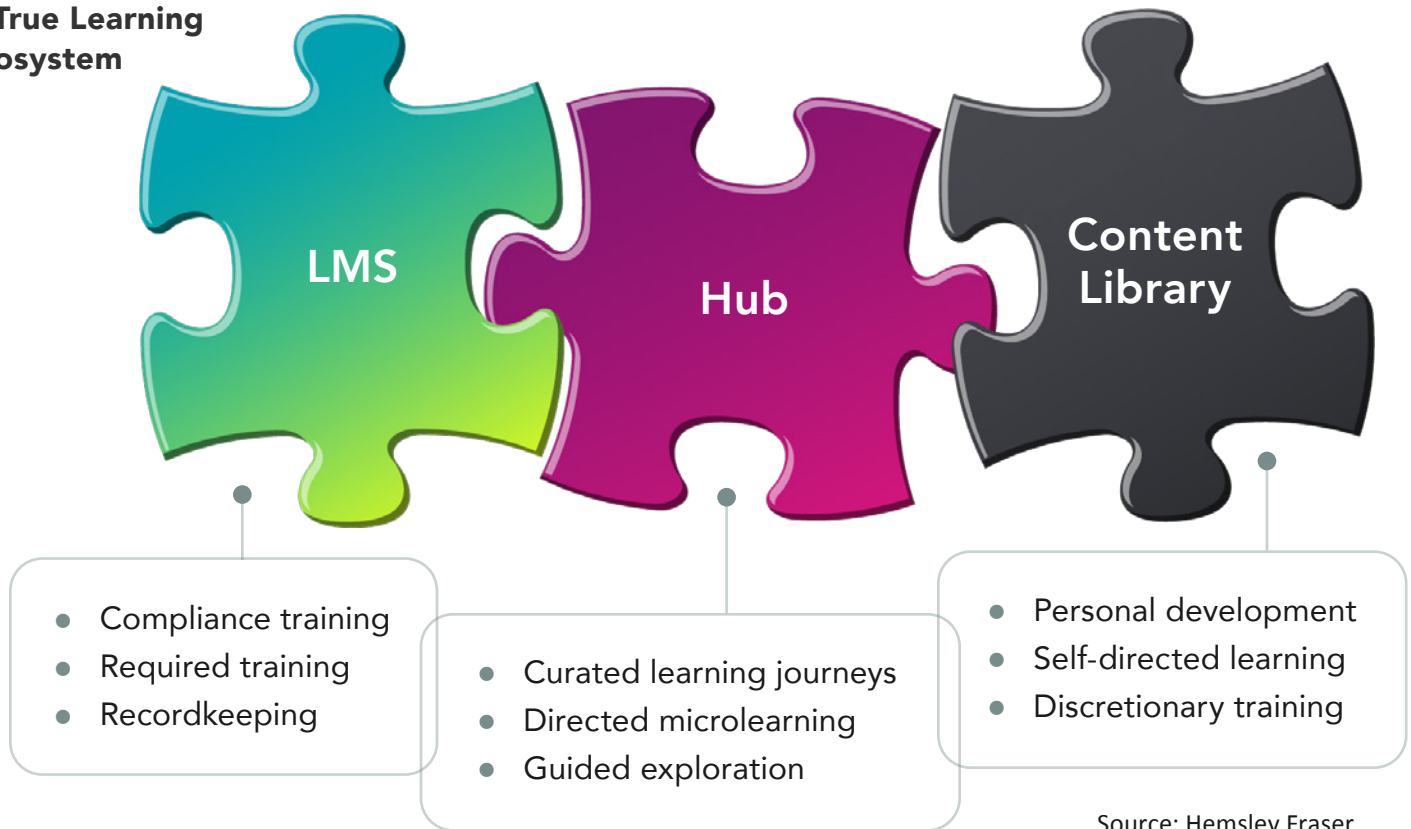 True Learning
osystem
LMS
Hub
Content
Library
Compliance training
Required training
Recordkeeping
Curated learning journeys
Directed microlearning
Guided exploration
Personal development
Self-directed learning
Discretionary training
Source: Hemsley Fraser